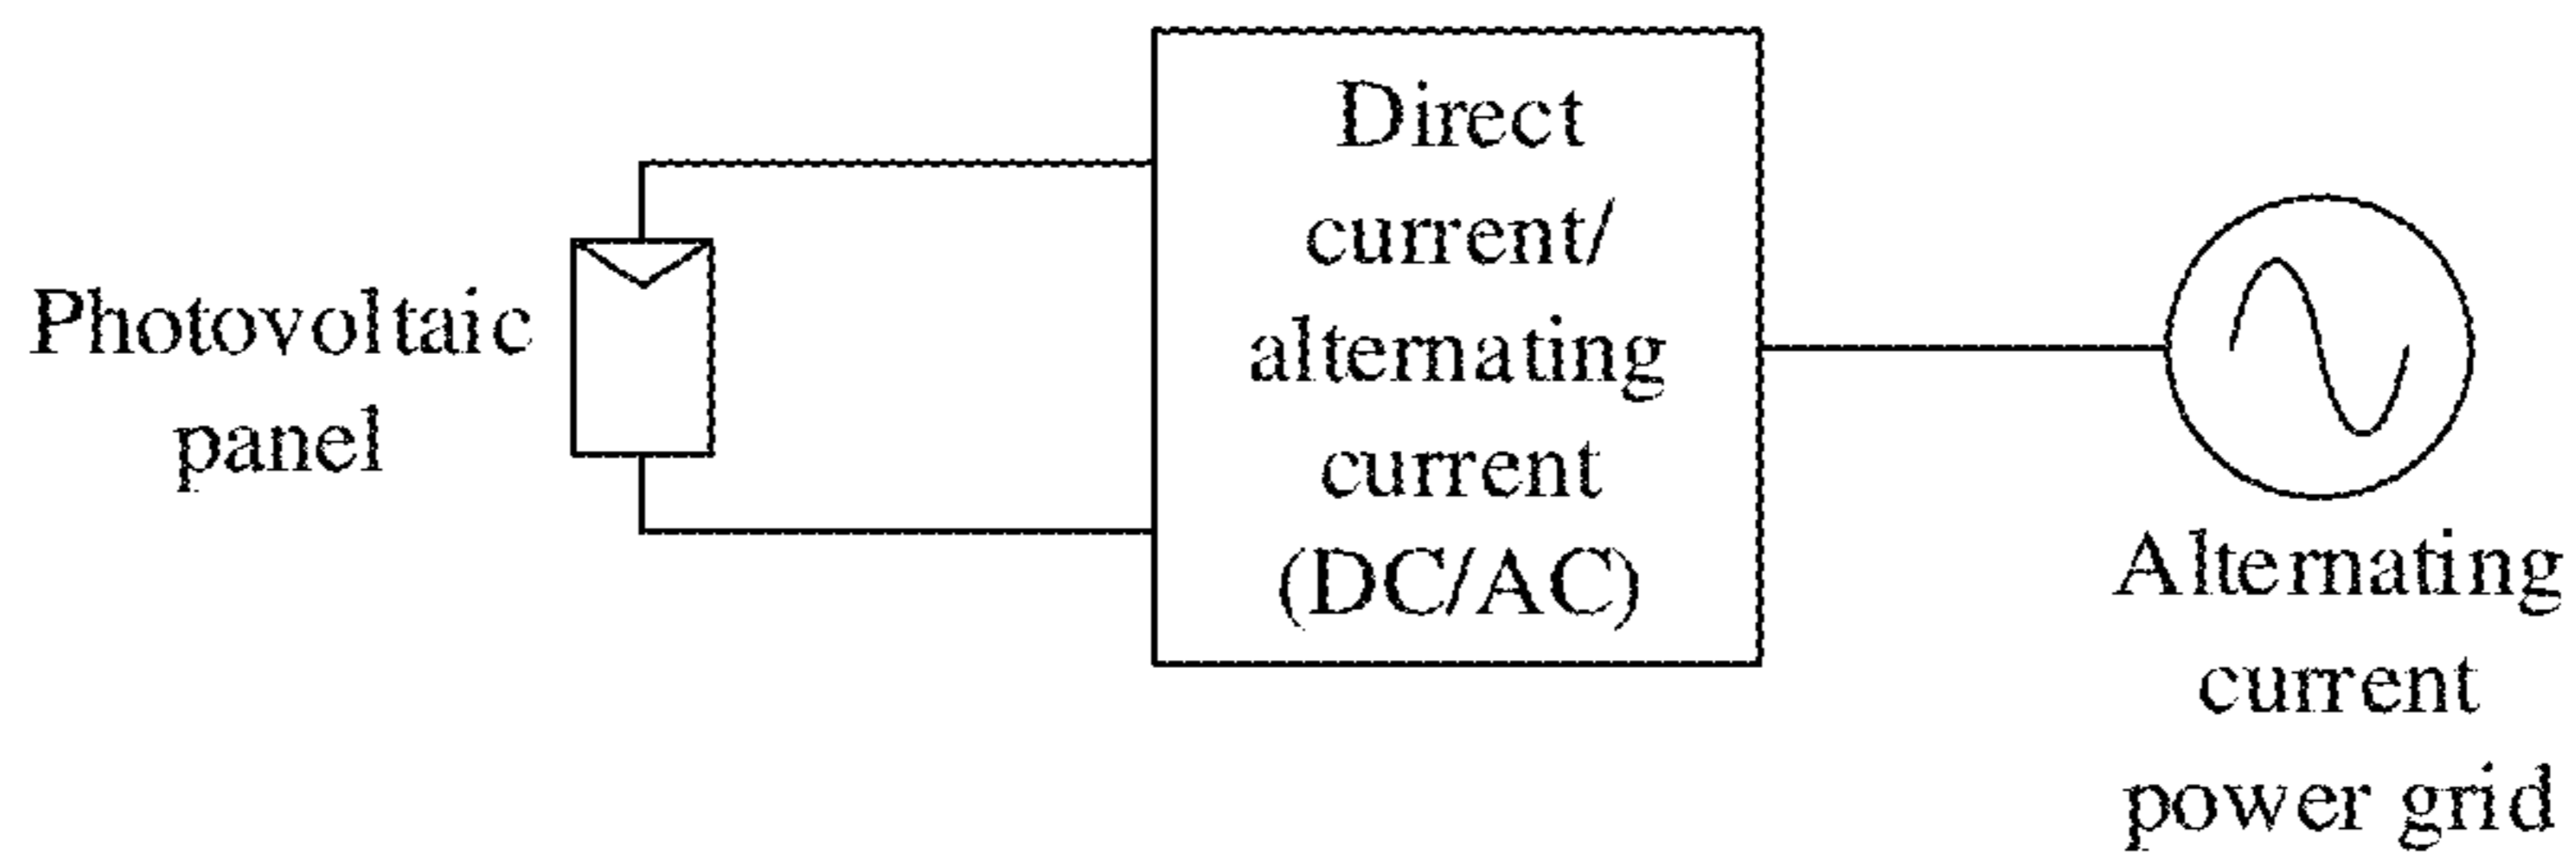 Photovoltaic
panel
Direct
current/
alternating
current
(DC/AC)
Alternating
current
power grid